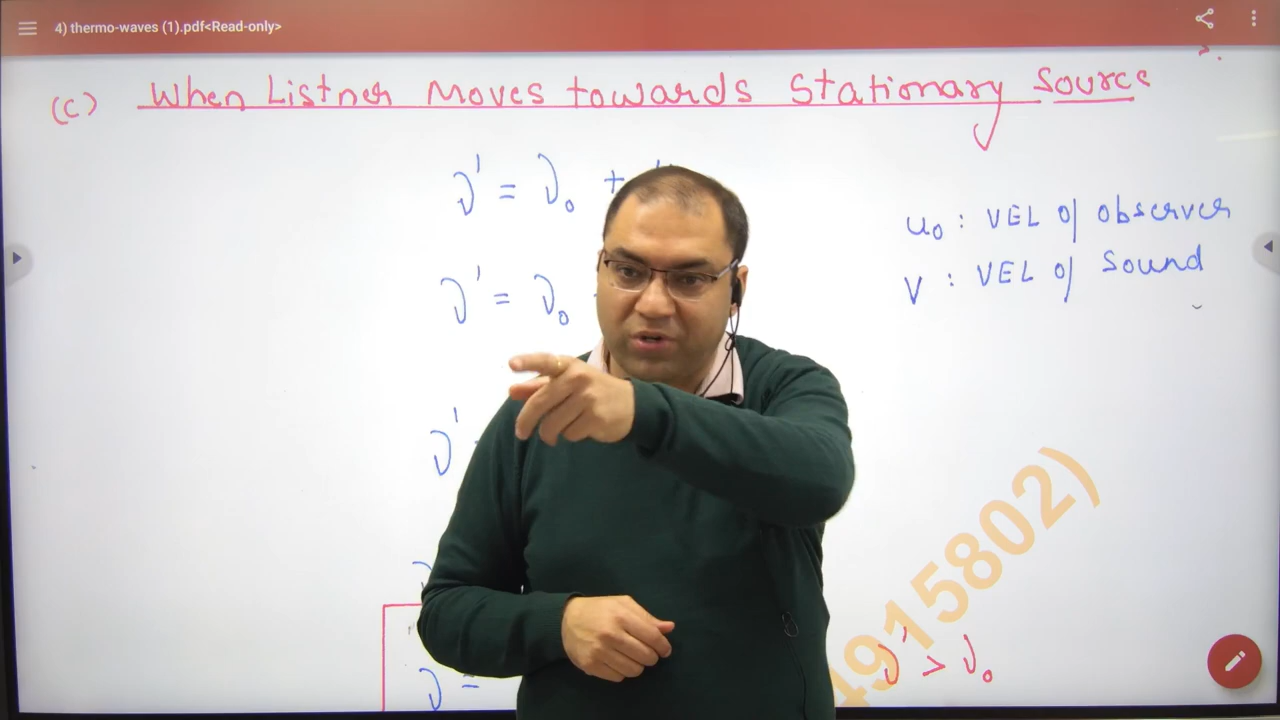 4) thermo-waves (1).pdf<Read-only>
(C) When Listner Moves towards Stationary Source
ν' = ν₀ +
u₀ : VEL of observer
ν' = ν₀
V : VEL of Sound
ν'
4915802)
ν' > ν₀
ν =